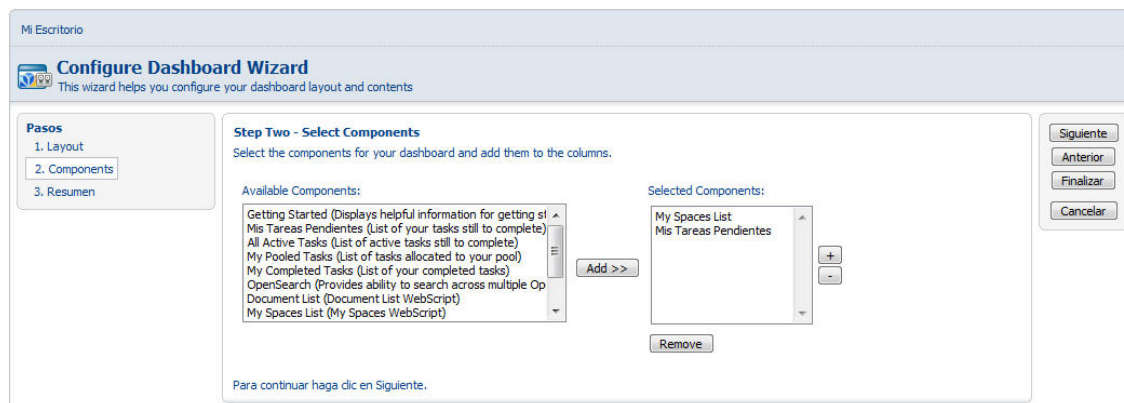 Mi Escritorio
Configure Dashboard Wizard
This wizard helps you configure your dashboard layout and contents
Pasos
1. Layout
2. Components
3. Resumen
Step Two - Select Components
Select the components for your dashboard and add them to the columns.
Available Components:
Getting Started (Displays helpful information for getting st
Mis Tareas Pendientes (List of your tasks still to complete)
All Active Tasks (List of active tasks still to complete)
My Pooled Tasks (List of tasks allocated to your pool)
My Completed Tasks (List of your completed tasks)
OpenSearch (Provides ability to search across multiple Op
Document List (Document List WebScript)
My Spaces List (My Spaces WebScript)
Add >>
Selected Components:
My Spaces List
Mis Tareas Pendientes
+
-
Remove
Para continuar haga clic en Siguiente.
Siguiente
Anterior
Finalizar
Cancelar